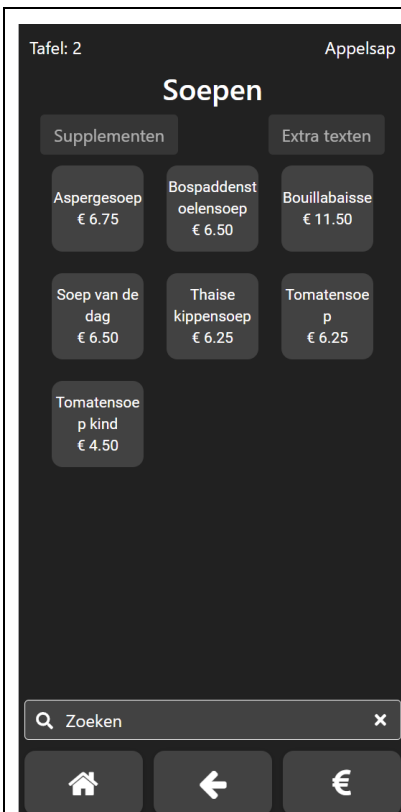 Tafel: 2 Appelsap
Soepen
Supplementen Extra texten
Aspergesoep
€ 6.75
Bospaddenst
oelensoep
€ 6.50
Bouillabaisse
€ 11.50
Soep van de
dag
€ 6.50
Thaise
kippensoep
€ 6.25
Tomatensoe
p
€ 6.25
Tomatensoe
p kind
€ 4.50
Zoeken
€